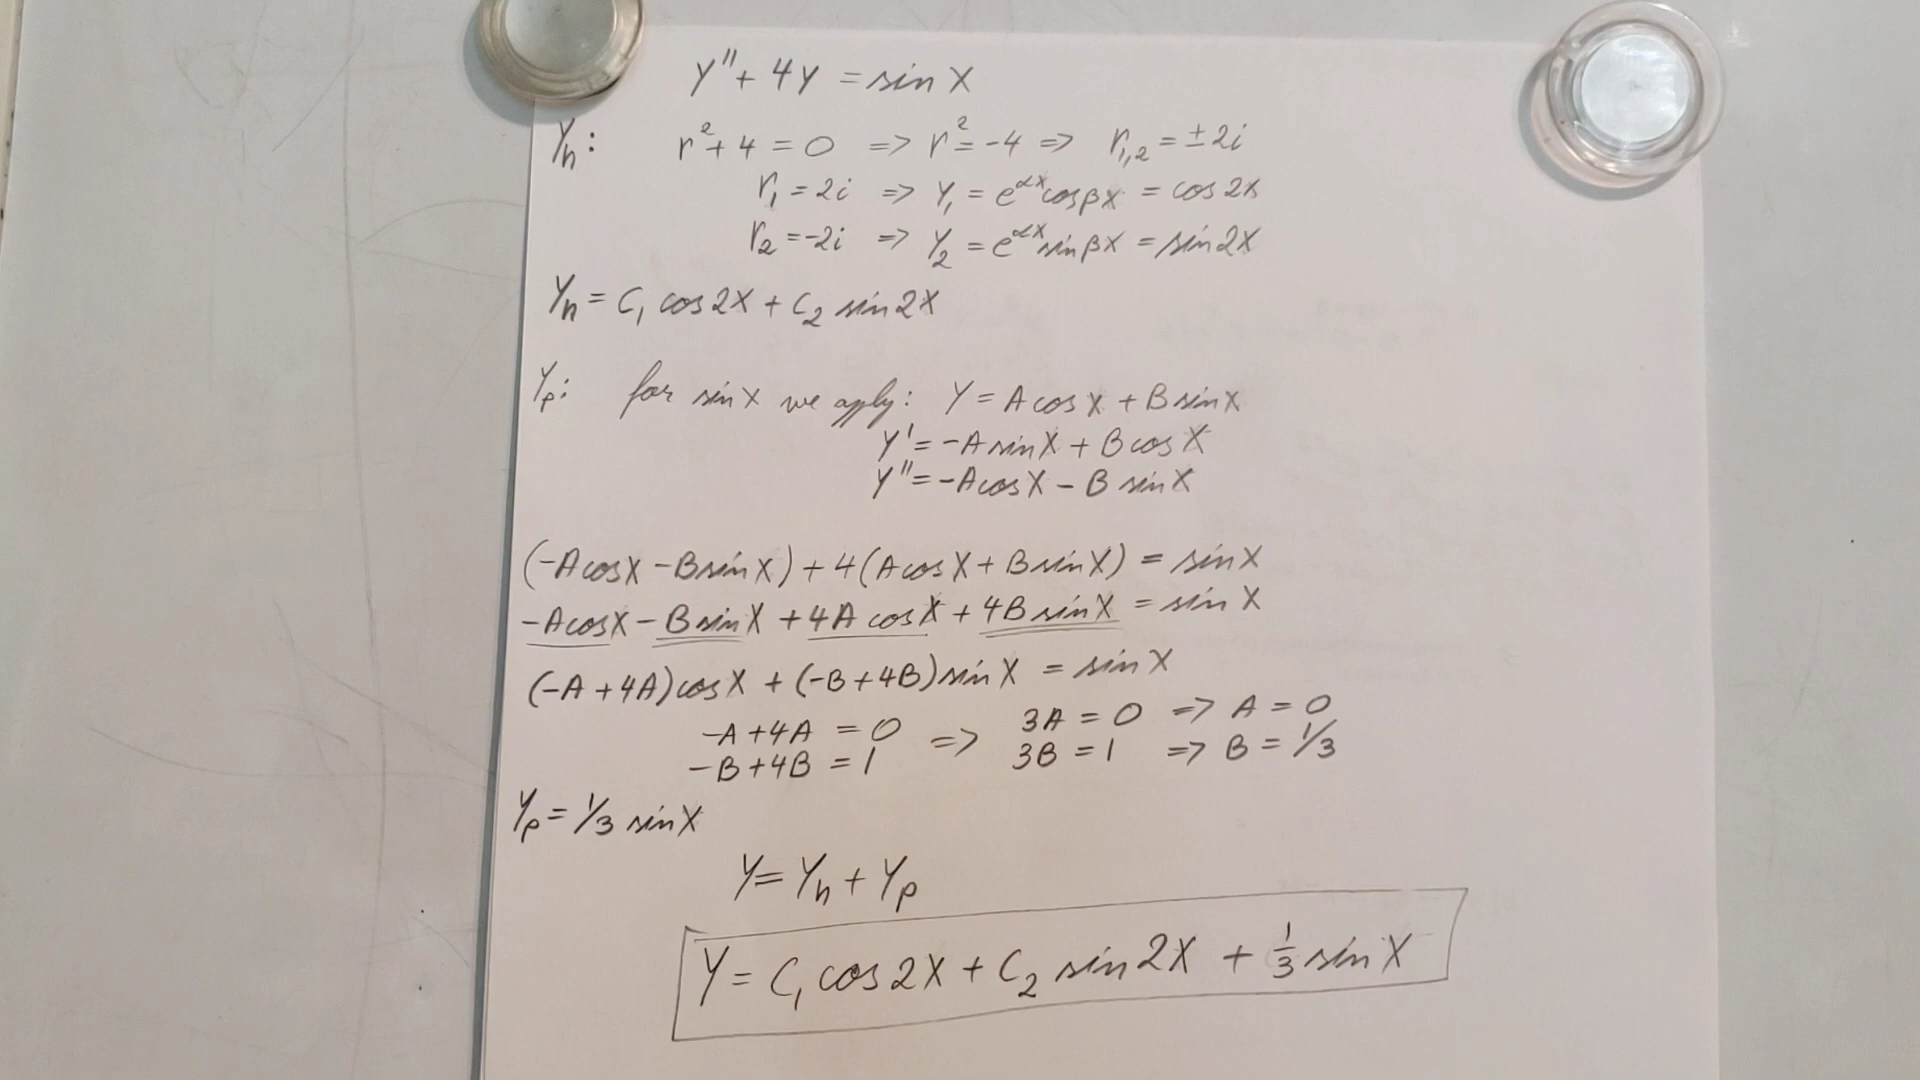 y'' + 4y = sin x
Yh: r² + 4 = 0 => r² = -4 => r₁,₂ = ± 2i
r₁ = 2i => Y₁ = e^αx cosβx = cos 2x
r₂ = -2i => Y₂ = e^αx sinβx = sin 2x
Yh = C₁ cos 2x + C₂ sin 2x
Yp: for sin x we apply: Y = A cos x + B sin x
Y' = -A sin x + B cos x
Y'' = -A cos x - B sin x
(-A cos x - B sin x) + 4(A cos x + B sin x) = sin x
-A cos x - B sin x + 4A cos x + 4B sin x = sin x
(-A + 4A) cos x + (-B + 4B) sin x = sin x
-A + 4A = 0 => 3A = 0 => A = 0
-B + 4B = 1 3B = 1 => B = 1/3
Yp = 1/3 sin x
Y = Yh + Yp
Y = C₁ cos 2x + C₂ sin 2x + 1/3 sin x